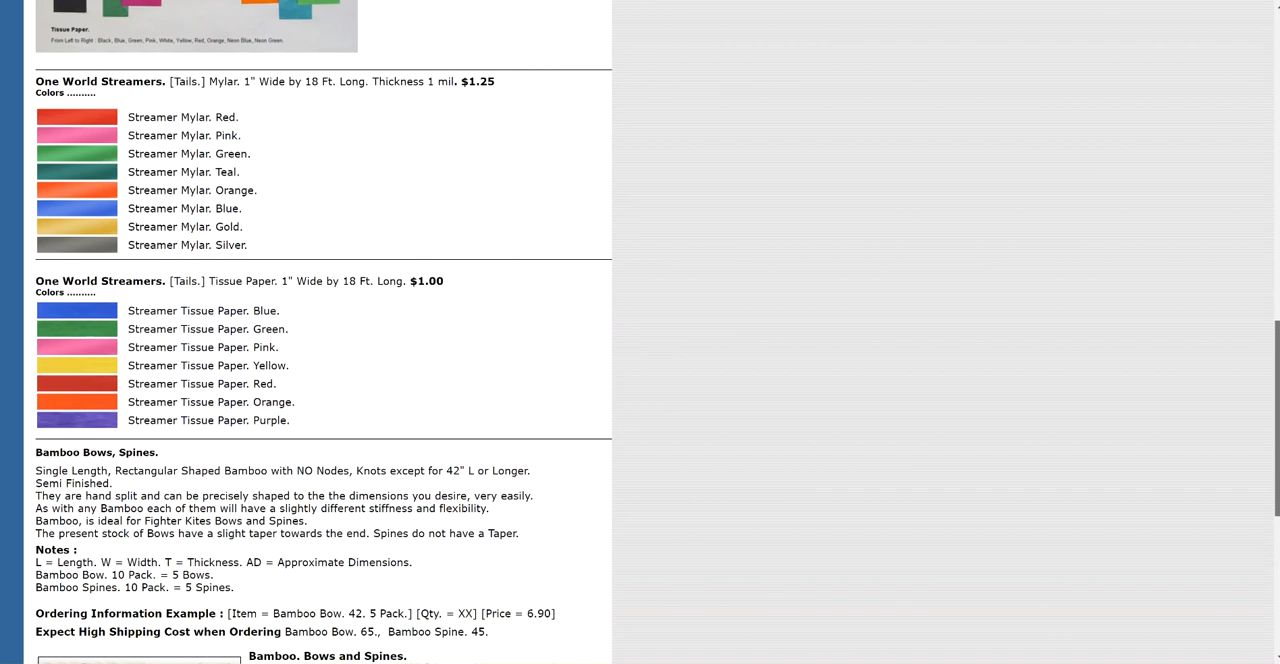 Tissue Paper.
From Left to Right : Black, Blue, Green, Pink, White, Yellow, Red, Orange, Neon Blue, Neon Green.
One World Streamers. [Tails.] Mylar. 1" Wide by 18 Ft. Long. Thickness 1 mil. $1.25
Colors ..........
Streamer Mylar. Red.
Streamer Mylar. Pink.
Streamer Mylar. Green.
Streamer Mylar. Teal.
Streamer Mylar. Orange.
Streamer Mylar. Blue.
Streamer Mylar. Gold.
Streamer Mylar. Silver.
One World Streamers. [Tails.] Tissue Paper. 1" Wide by 18 Ft. Long. $1.00
Colors ..........
Streamer Tissue Paper. Blue.
Streamer Tissue Paper. Green.
Streamer Tissue Paper. Pink.
Streamer Tissue Paper. Yellow.
Streamer Tissue Paper. Red.
Streamer Tissue Paper. Orange.
Streamer Tissue Paper. Purple.
Bamboo Bows, Spines.
Single Length, Rectangular Shaped Bamboo with NO Nodes, Knots except for 42" L or Longer.
Semi Finished.
They are hand split and can be precisely shaped to the the dimensions you desire, very easily.
As with any Bamboo each of them will have a slightly different stiffness and flexibility.
Bamboo, is ideal for Fighter Kites Bows and Spines.
The present stock of Bows have a slight taper towards the end. Spines do not have a Taper.
Notes :
L = Length. W = Width. T = Thickness. AD = Approximate Dimensions.
Bamboo Bow. 10 Pack. = 5 Bows.
Bamboo Spines. 10 Pack. = 5 Spines.
Ordering Information Example : [Item = Bamboo Bow. 42. 5 Pack.] [Qty. = XX] [Price = 6.90]
Expect High Shipping Cost when Ordering Bamboo Bow. 65., Bamboo Spine. 45.
Bamboo. Bows and Spines.